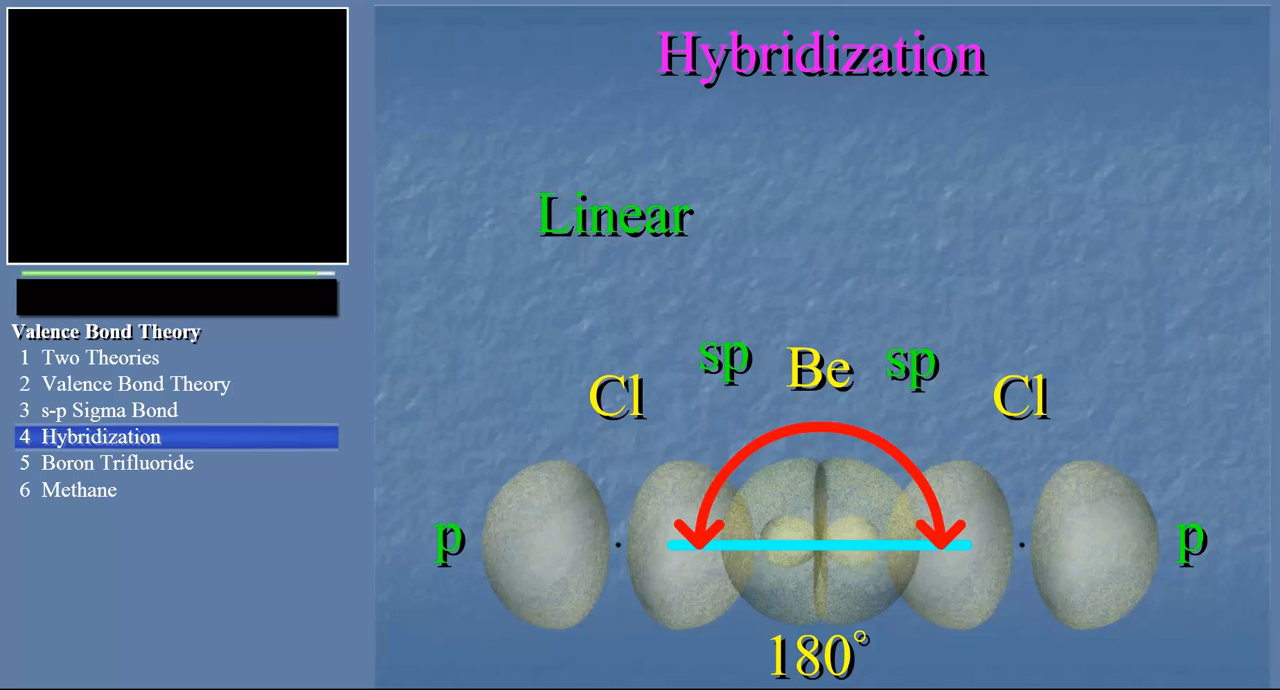 Valence Bond Theory
1 Two Theories
2 Valence Bond Theory
3 s-p Sigma Bond
4 Hybridization
5 Boron Trifluoride
6 Methane
Hybridization
Linear
Cl sp Be sp Cl
p p
180°